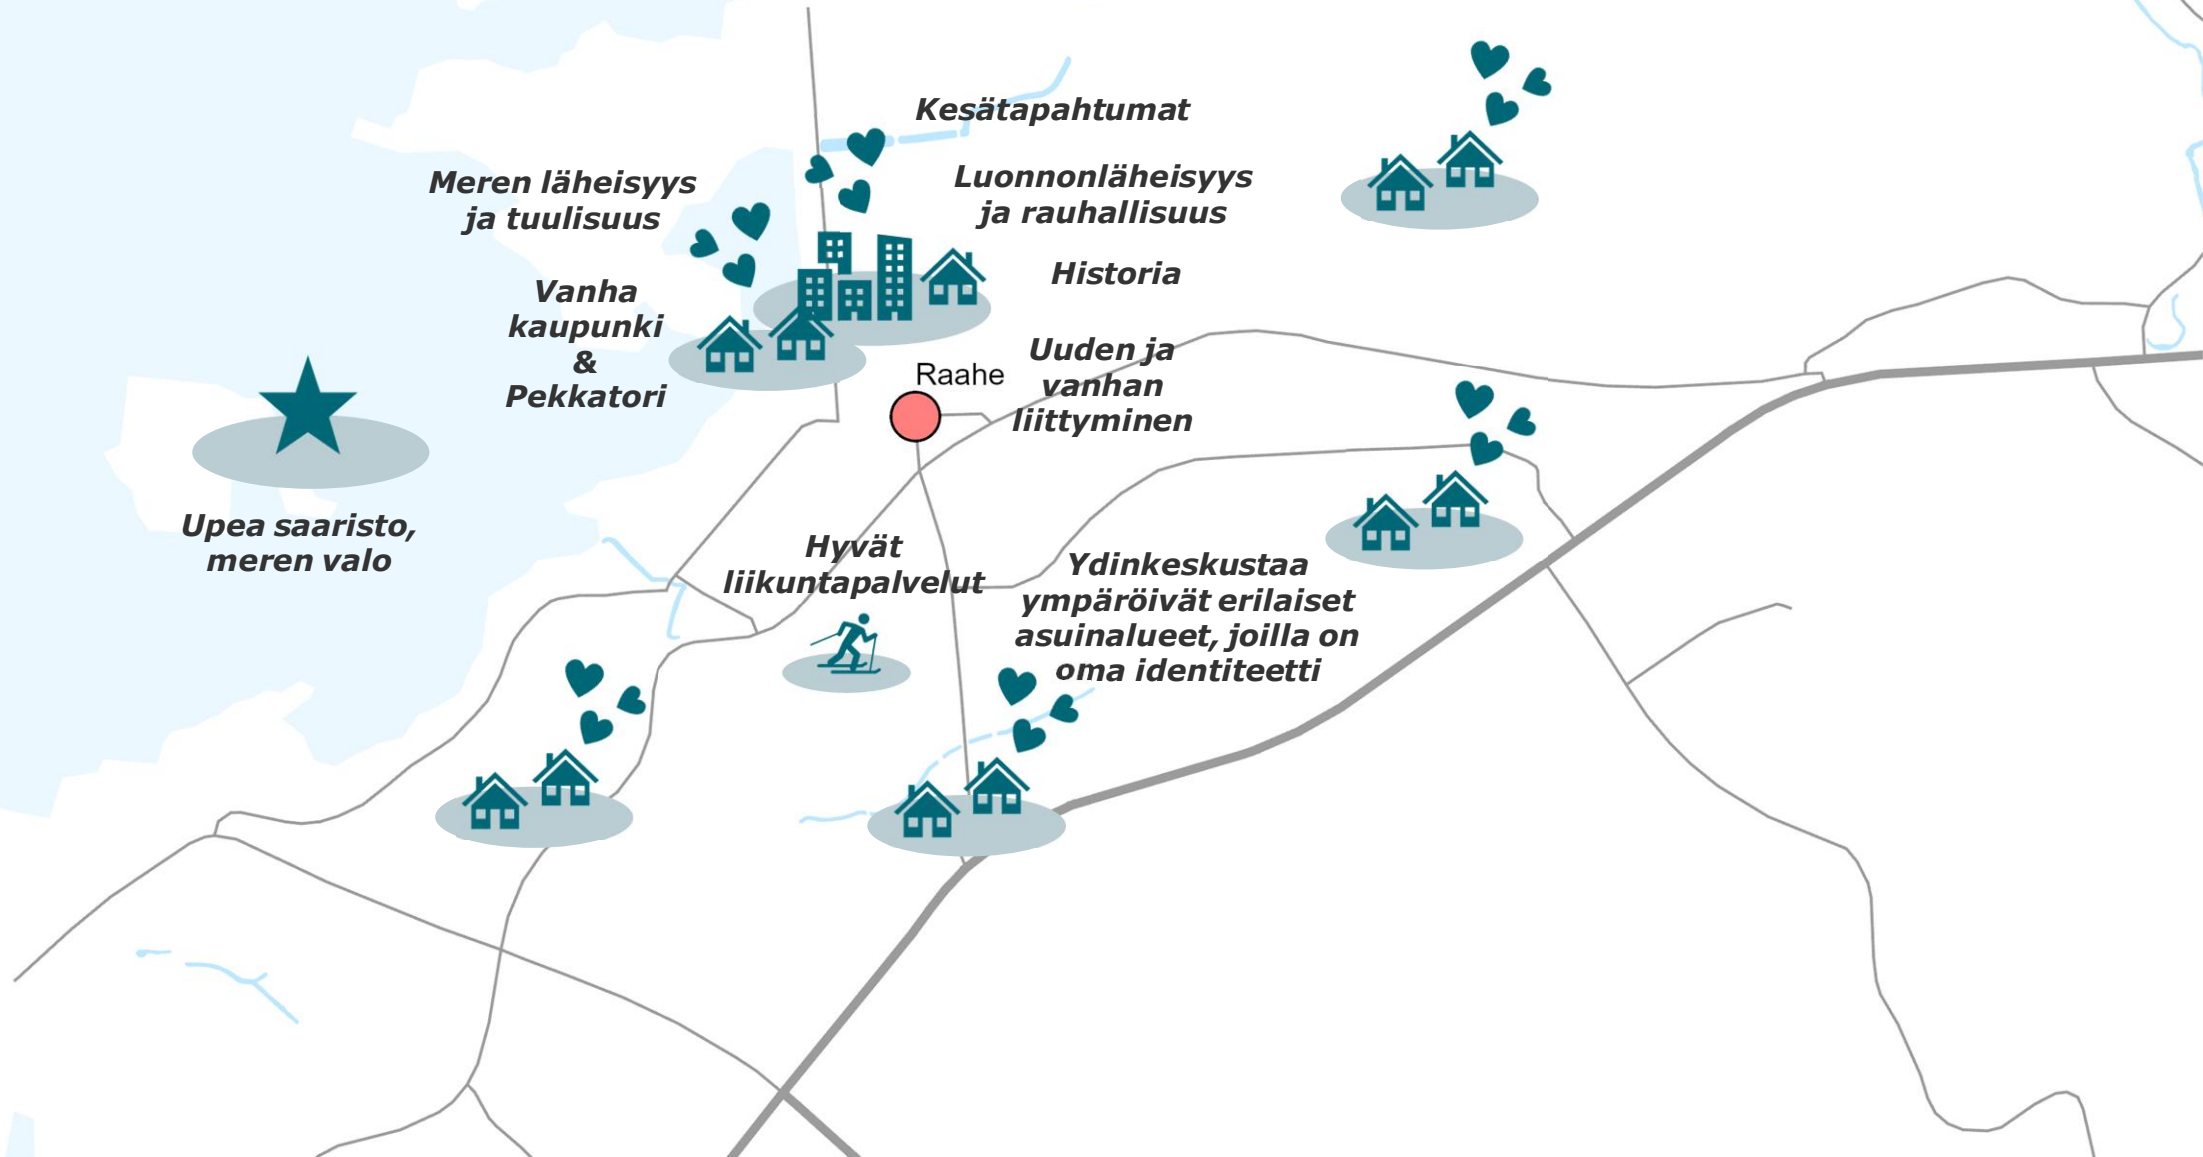 Kesätapahtumat
Meren läheisyys
ja tuulisuus
Luonnonläheisyys
ja rauhallisuus
Vanha
kaupunki
&
Pekkatori
Historia
Uuden ja
vanhan
liittyminen
Raahe
Upea saaristo,
meren valo
Hyvät
liikuntapalvelut
Ydinkeskustaa
ympäröivät erilaiset
asuinalueet, joilla on
oma identiteetti